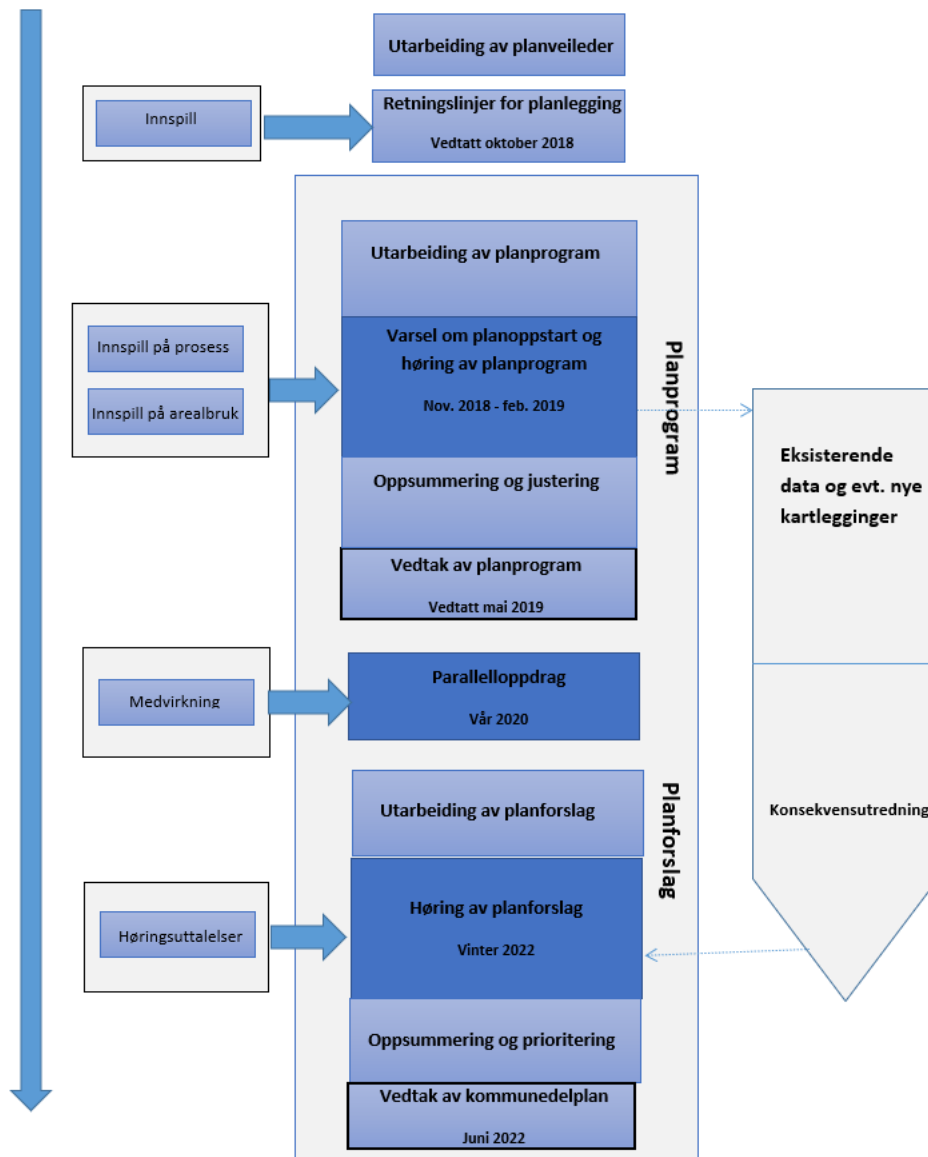 Utarbeiding av planveileder
Innspill
Retningslinjer for planlegging
Vedtatt oktober 2018
Utarbeiding av planprogram
Innspill på prosess
Innspill på arealbruk
Varsel om planoppstart og
høring av planprogram
Nov. 2018 - feb. 2019
Planprogram
Eksisterende
data og evt. nye
kartlegginger
Oppsummering og justering
Vedtak av planprogram
Vedtatt mai 2019
Medvirkning
Parallelloppdrag
Vår 2020
Utarbeiding av planforslag
Planforslag
Konsekvensutredning
Høringsuttalelser
Høring av planforslag
Vinter 2022
Oppsummering og prioritering
Vedtak av kommunedelplan
Juni 2022